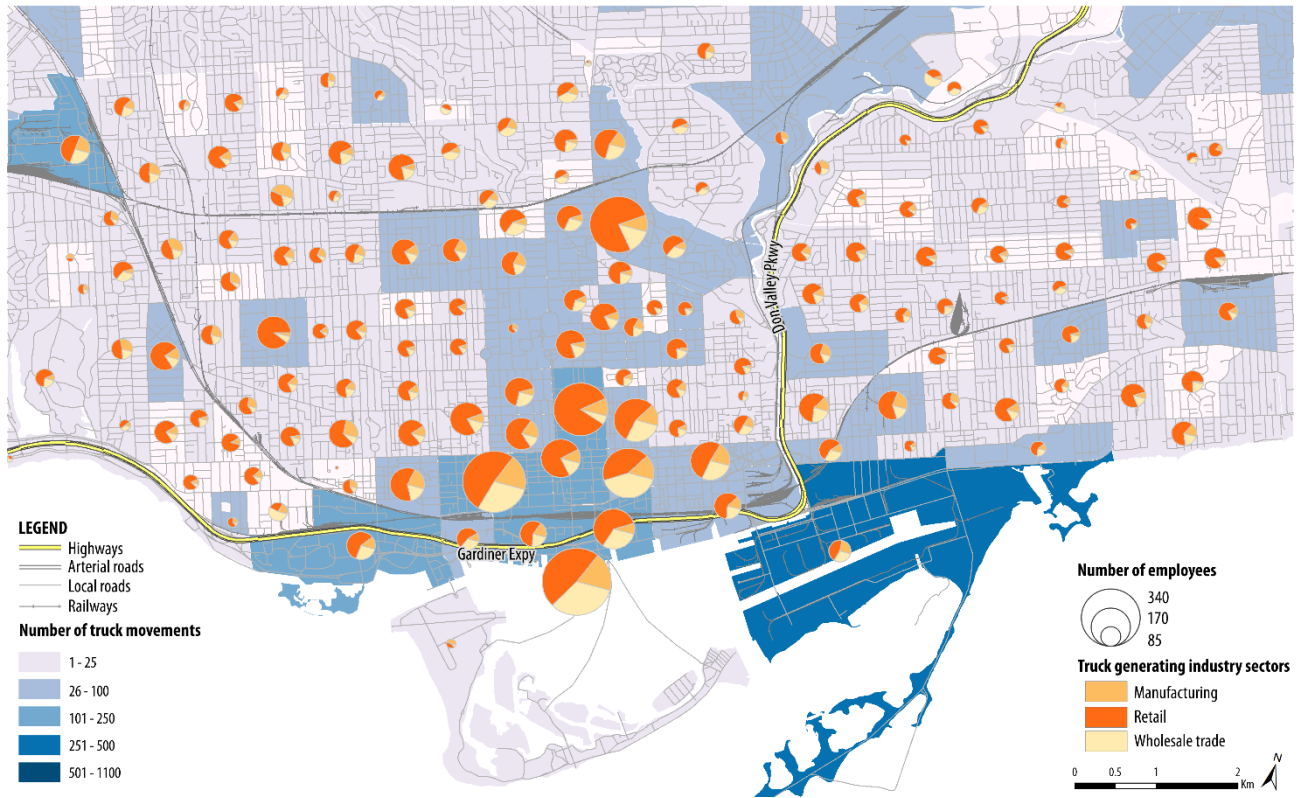 Don Valley Pkwy
Gardiner Expy
LEGEND
Highways
Arterial roads
Local roads
Railways
Number of truck movements
1 - 25
26 - 100
101 - 250
251 - 500
501 - 1100
Number of employees
340
170
85
Truck generating industry sectors
Manufacturing
Retail
Wholesale trade
N
0 0.5 1 2
Km